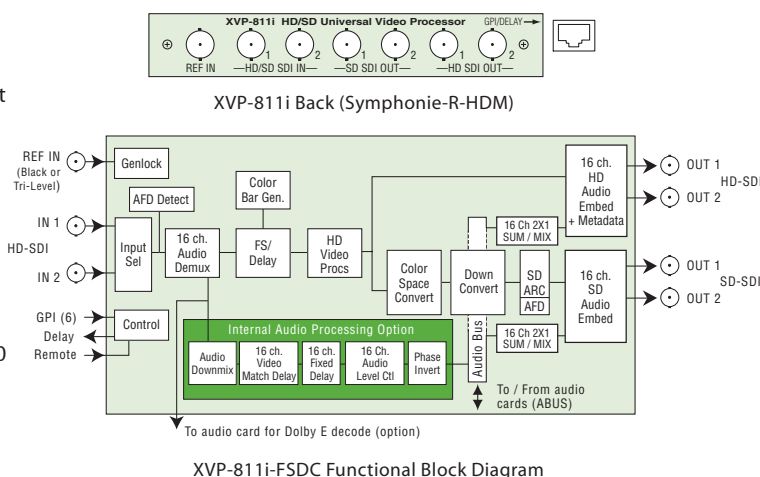 XVP-811i HD/SD Universal Video Processor
GPI/DELAY
1 2 1 2 1 2
REF IN —HD/SD SDI IN— —SD SDI OUT— —HD SDI OUT—
t
XVP-811i Back (Symphonie-R-HDM)
REF IN
(Black or
Tri-Level)
Genlock
AFD Detect
IN 1
HD-SDI
IN 2
Input
Sel
16 ch.
Audio
Demux
Color
Bar Gen.
FS/
Delay
HD
Video
Procs
Color
Space
Convert
Down
Convert
SD
ARC
AFD
16 Ch 2X1
SUM / MIX
16 ch.
HD
Audio
Embed
+ Metadata
OUT 1
HD-SDI
OUT 2
16 ch.
SD
Audio
Embed
OUT 1
SD-SDI
OUT 2
16 Ch 2X1
SUM / MIX
Audio Bus
GPI (6)
Delay
Remote
Control
0
Internal Audio Processing Option
Audio
Downmix
16 ch.
Video
Match Delay
16 ch.
Fixed
Delay
16 Ch.
Audio
Level Ctl
Phase
Invert
To / From audio
cards (ABUS)
To audio card for Dolby E decode (option)
XVP-811i-FSDC Functional Block Diagram